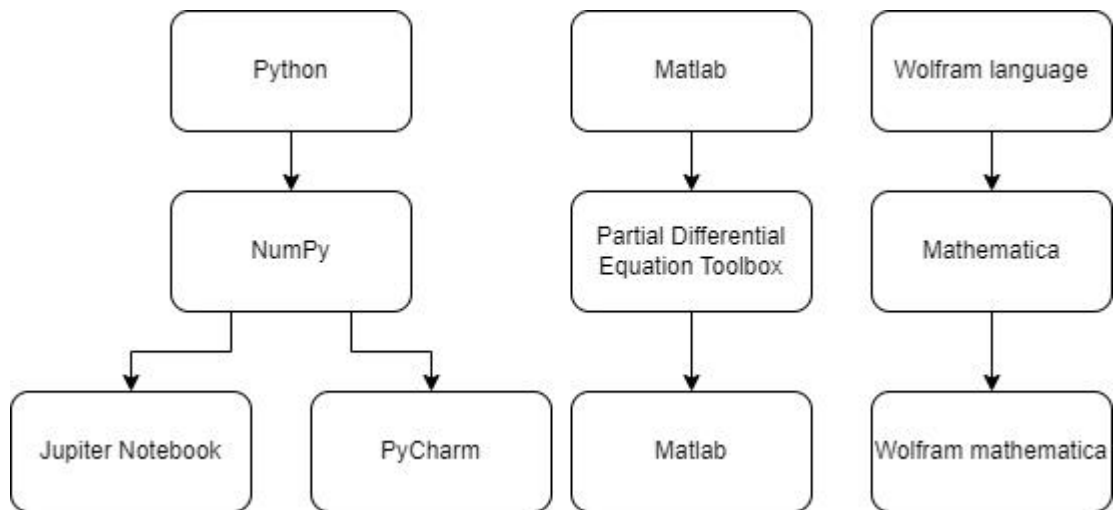 Python
Matlab
Wolfram language
NumPy
Partial Differential
Equation Toolbox
Mathematica
Jupiter Notebook
PyCharm
Matlab
Wolfram mathematica